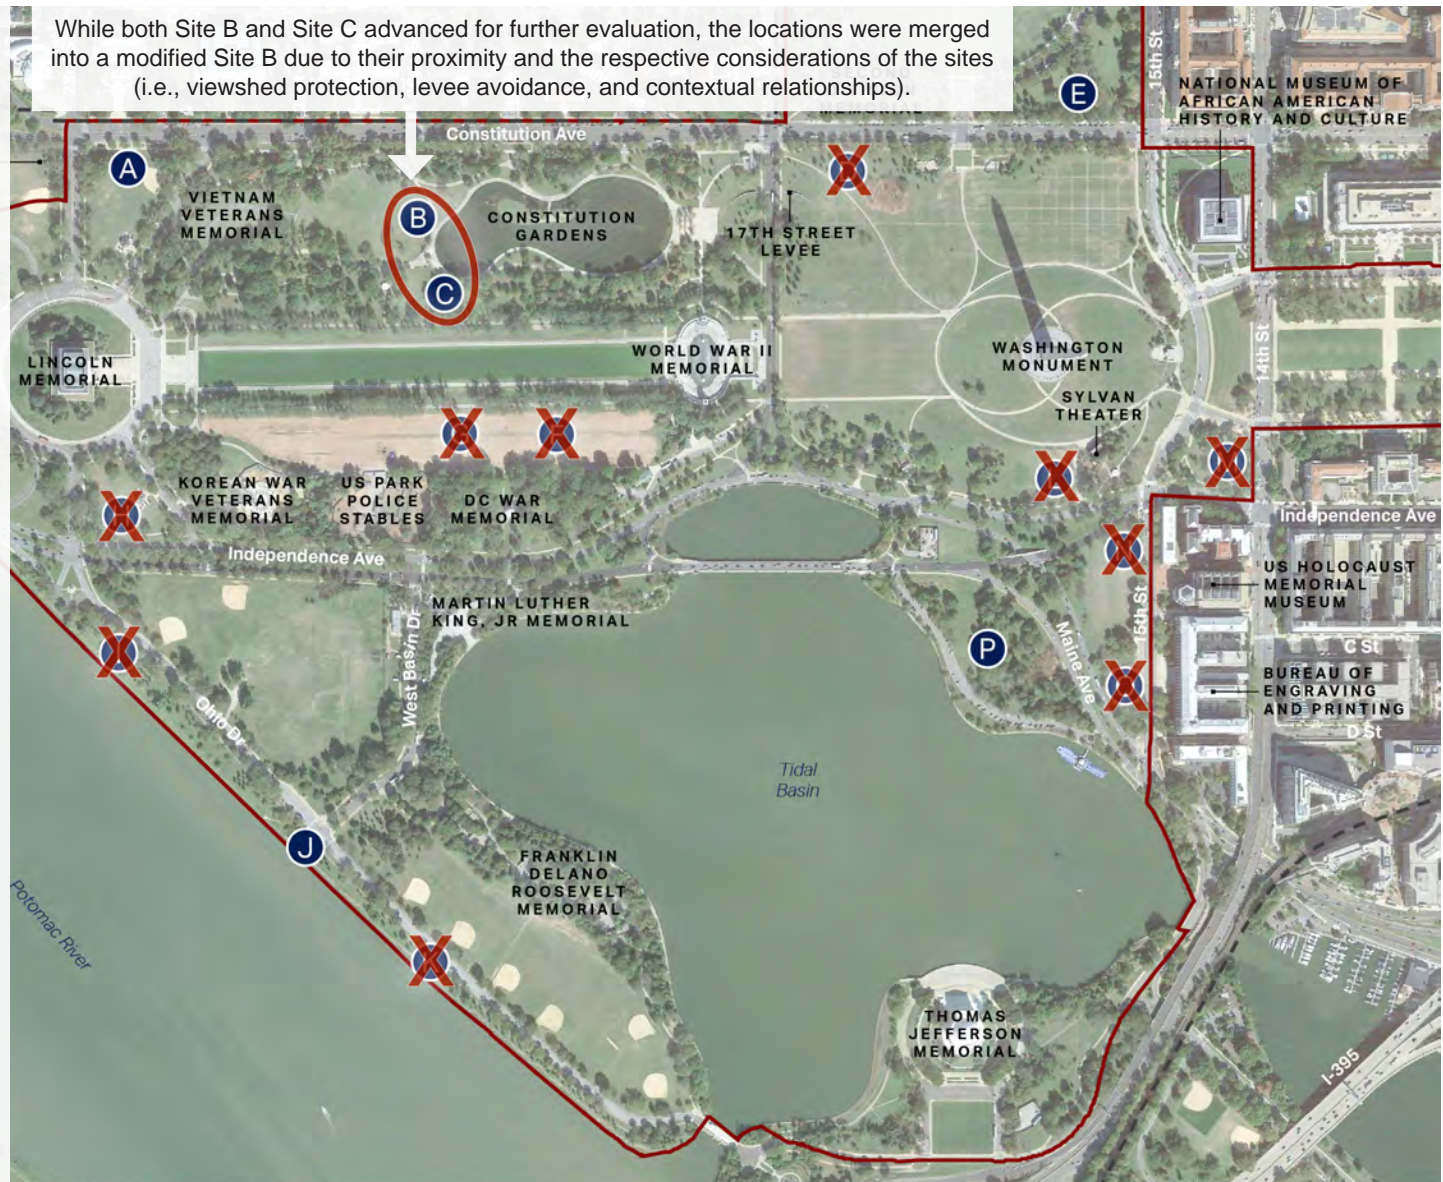 While both Site B and Site C advanced for further evaluation, the locations were merged
into a modified Site B due to their proximity and the respective considerations of the sites
(i.e., viewshed protection, levee avoidance, and contextual relationships).
E
15th St
NATIONAL MUSEUM OF
AFRICAN AMERICAN
HISTORY AND CULTURE
MEMORIAL
Constitution Ave
A
VIETNAM
VETERANS
MEMORIAL
B
CONSTITUTION
GARDENS
17TH STREET
LEVEE
C
LINCOLN
MEMORIAL
WORLD WAR II
MEMORIAL
WASHINGTON
MONUMENT
14th St
SYLVAN
THEATER
KOREAN WAR
VETERANS
MEMORIAL
US PARK
POLICE
STABLES
DC WAR
MEMORIAL
Independence Ave
Independence Ave
US HOLOCAUST
MEMORIAL
MUSEUM
MARTIN LUTHER
KING, JR MEMORIAL
West Basin Dr
15th St
Maine Ave
P
C St
BUREAU OF
ENGRAVING
AND PRINTING
D St
Ohio Dr
Tidal
Basin
J
FRANKLIN
DELANO
ROOSEVELT
MEMORIAL
Potomac River
THOMAS
JEFFERSON
MEMORIAL
I-395